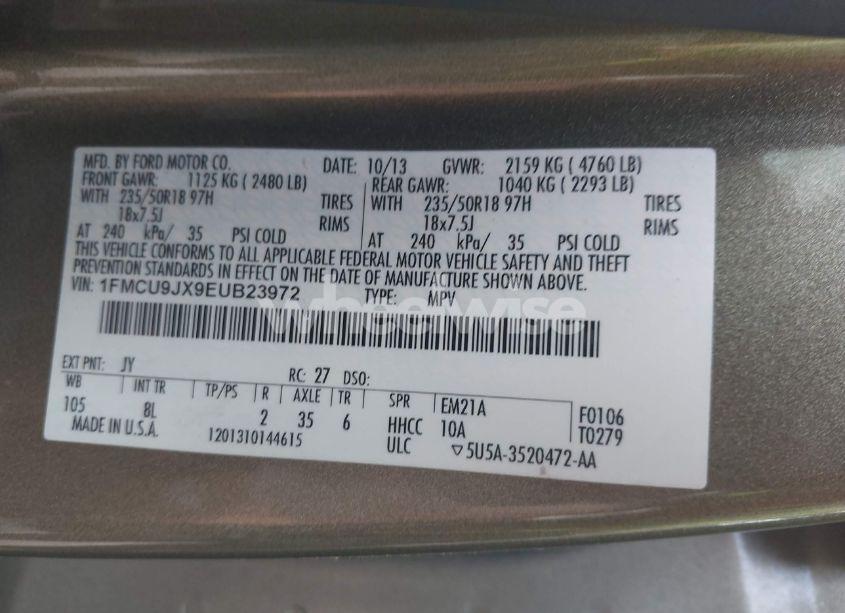 MFD. BY FORD MOTOR CO. DATE: 10/13 GVWR: 2159 KG ( 4760 LB)
FRONT GAWR: 1125 KG ( 2480 LB) REAR GAWR: 1040 KG ( 2293 LB)
WITH 235/50R18 97H TIRES WITH 235/50R18 97H TIRES
18x7.5J RIMS 18x7.5J RIMS
AT 240 kPa/ 35 PSI COLD AT 240 kPa/ 35 PSI COLD
THIS VEHICLE CONFORMS TO ALL APPLICABLE FEDERAL MOTOR VEHICLE SAFETY AND THEFT
PREVENTION STANDARDS IN EFFECT ON THE DATE OF MANUFACTURE SHOWN ABOVE.
VIN: 1FMCU9JX9EUB23972 TYPE: MPV
wheelwise
EXT PNT: JY RC: 27 DSO:
WB INT TR TP/PS R AXLE TR SPR EM21A F0106
105 8L 2 35 6 HHCC 10A T0279
MADE IN U.S.A. 1201310144615 ULC ▽5U5A-3520472-AA